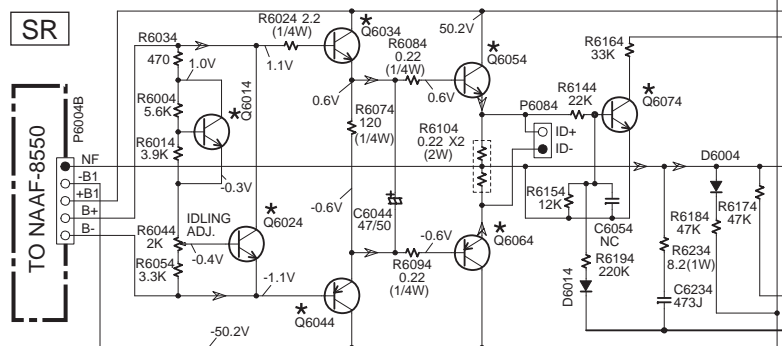 SR
TO NAAF-8550
P6004B
NF
-B1
+B1
B+
B-
R6034
470
1.0V
R6004
5.6K
R6014
3.9K
*
Q6014
-0.3V
R6044
2K
IDLING
ADJ.
-0.4V
R6054
3.3K
*
Q6024
-1.1V
-50.2V
R6024 2.2
(1/4W)
1.1V
*
Q6034
0.6V
R6074
120
(1/4W)
-0.6V
C6044
47/50
*
Q6044
R6084
0.22
(1/4W)
0.6V
50.2V
*
Q6054
R6104
0.22 X2
(2W)
-0.6V
R6094
0.22
(1/4W)
*
Q6064
P6084
ID+
ID-
R6144
22K
R6164
33K
*
Q6074
R6154
12K
C6054
NC
R6194
220K
D6014
D6004
R6184
47K
R6174
47K
R6234
8.2(1W)
C6234
473J